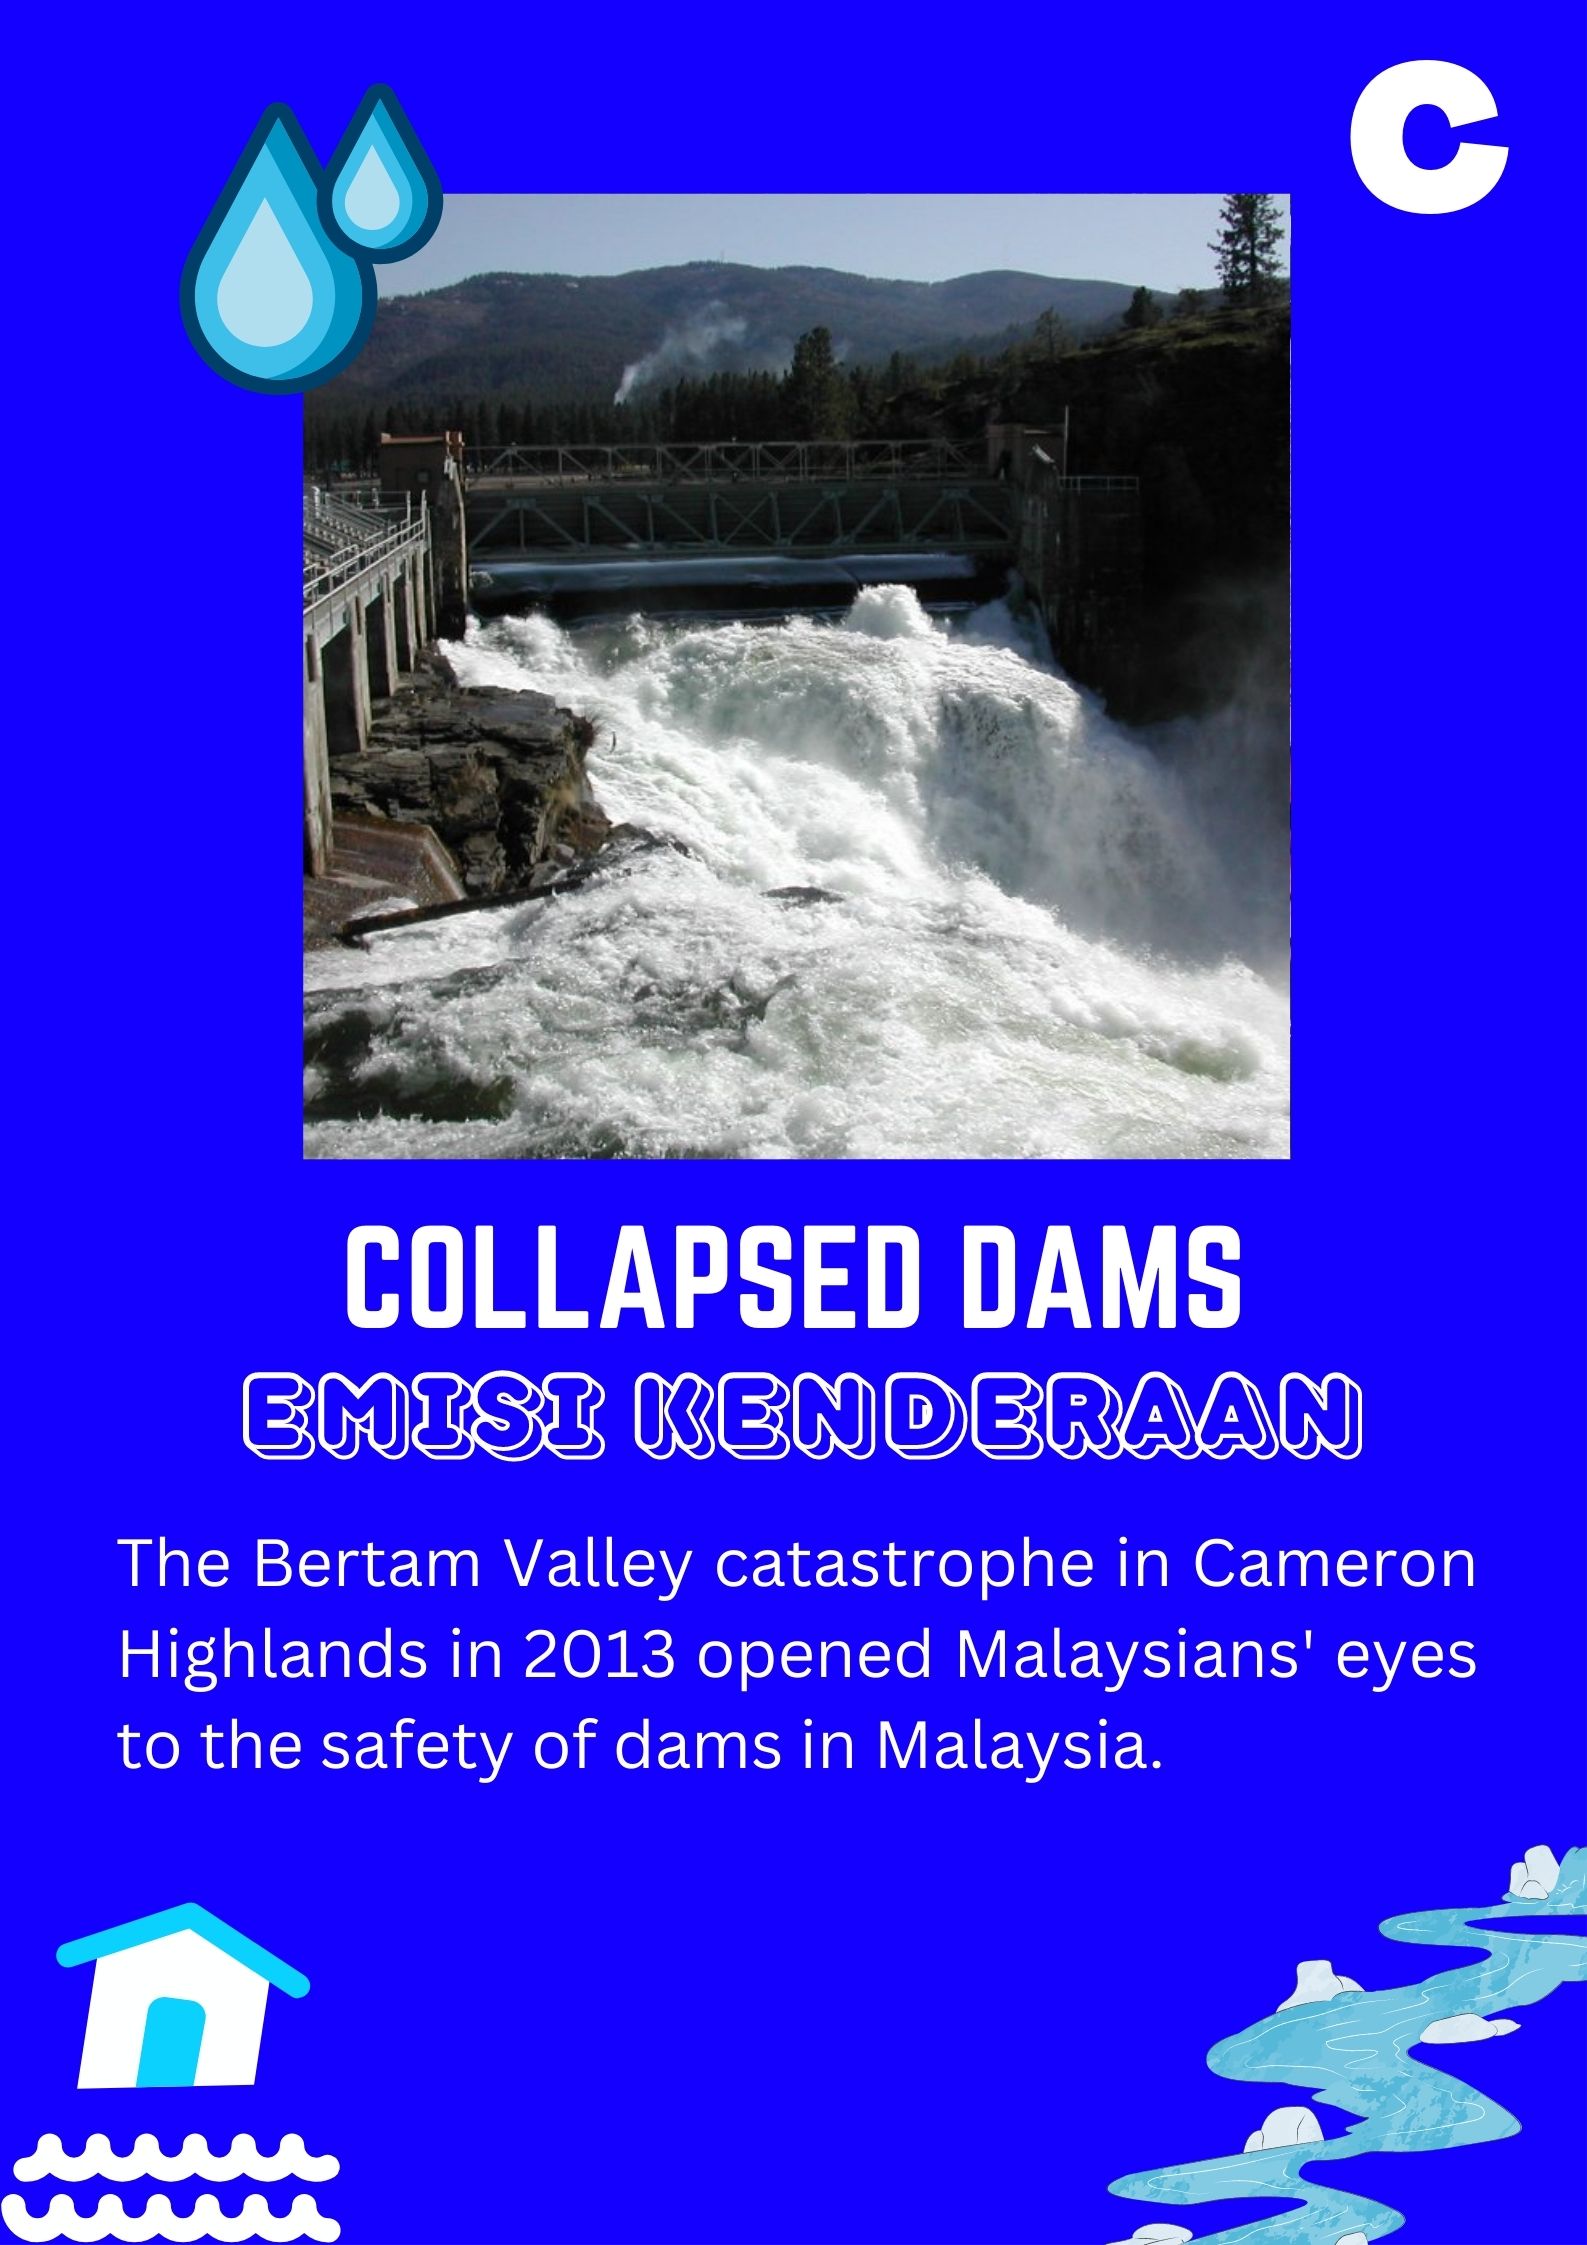 C
COLLAPSED DAMS
EMISI KENDERAAN
The Bertam Valley catastrophe in Cameron
Highlands in 2013 opened Malaysians' eyes
to the safety of dams in Malaysia.